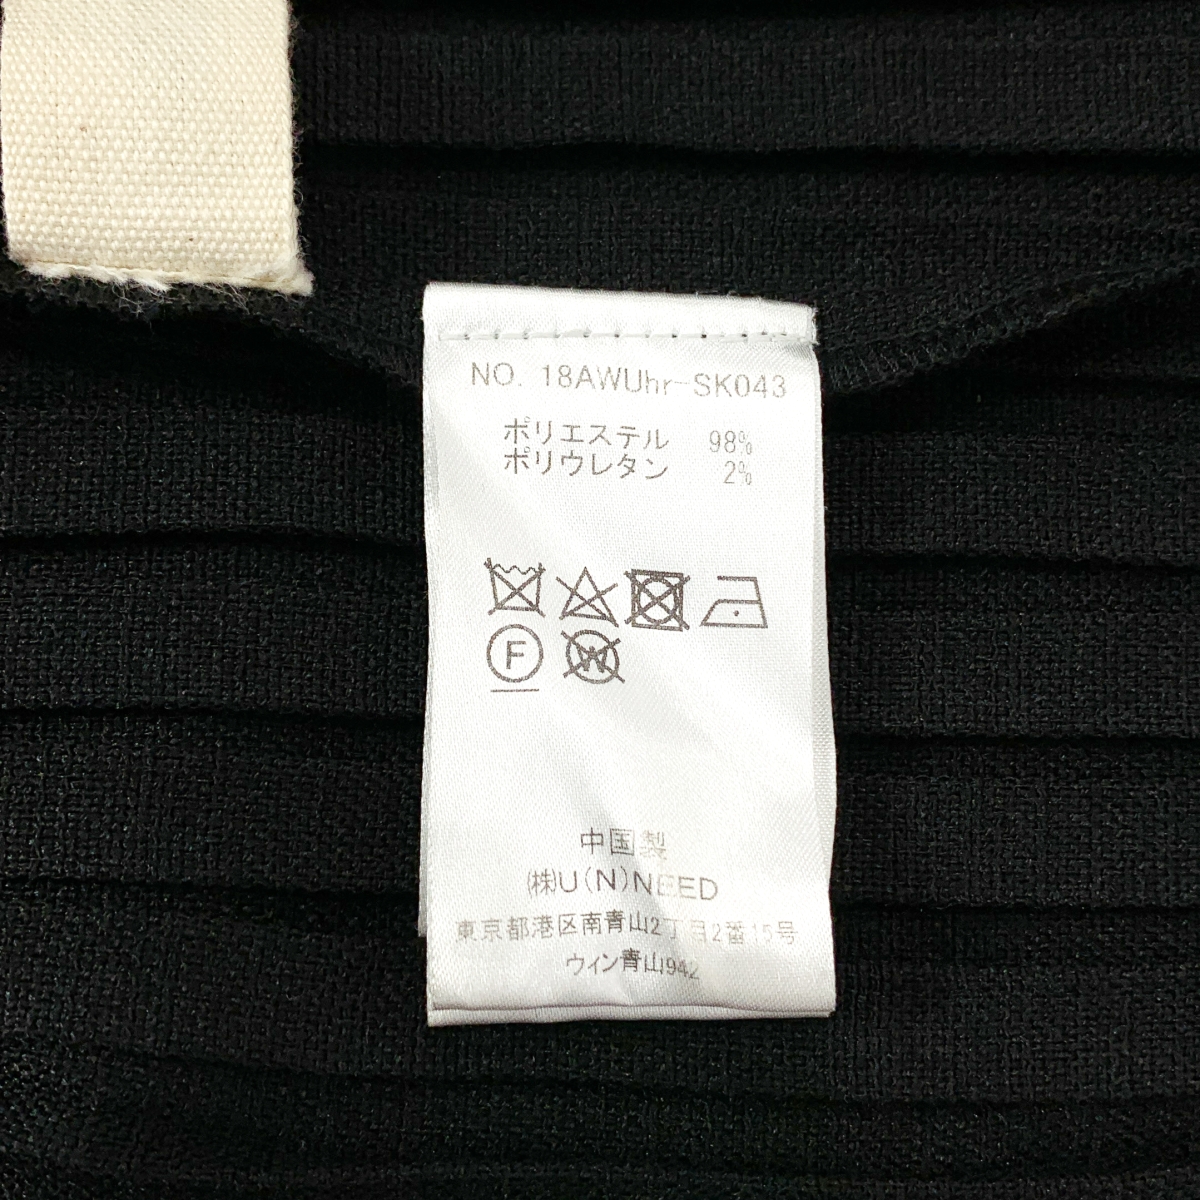 NO. 18AWUhr-SK043
ポリエステル 98%
ポリウレタン 2%
F W
中国製
㈱U(N)NEED
東京都港区南青山2丁目2番15号
ウィン青山942